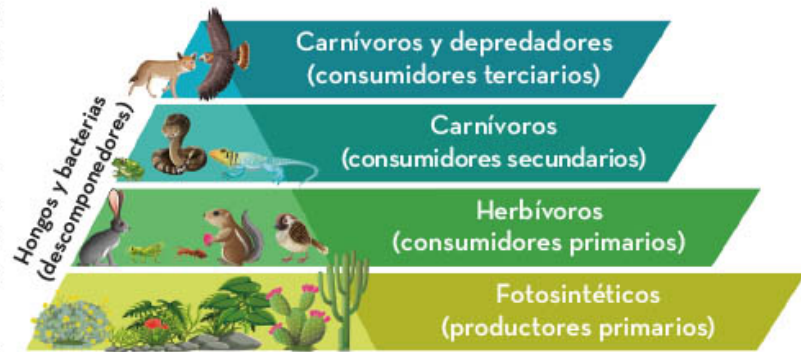 Carnívoros y depredadores
(consumidores terciarios)
Carnívoros
(consumidores secundarios)
Herbívoros
(consumidores primarios)
Fotosintéticos
(productores primarios)
Hongos y bacterias
(descomponedores)